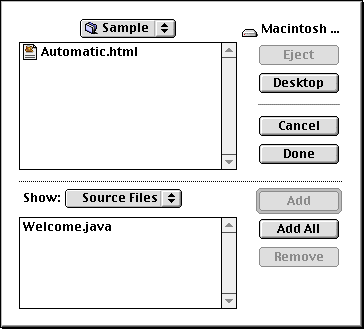 Sample
Macintosh ...
Automatic.html
Eject
Desktop
Cancel
Done
Show: Source Files
Add
Welcome.java
Add All
Remove